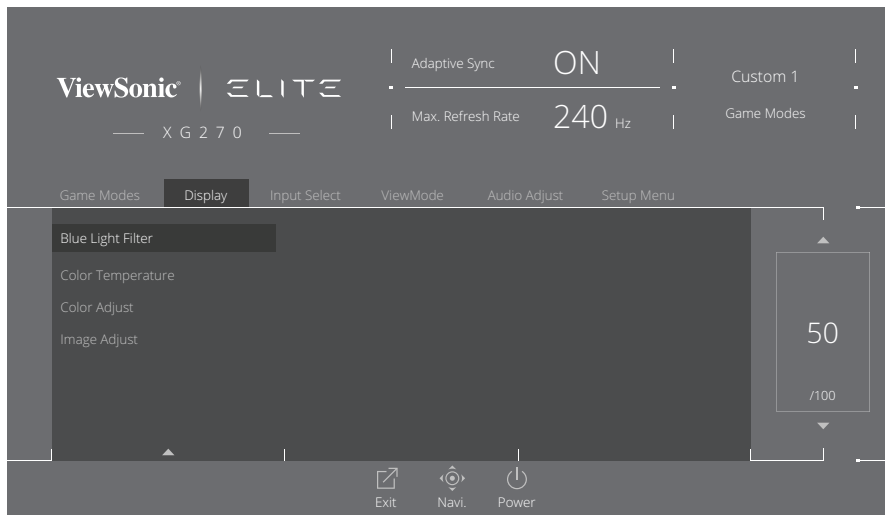 ViewSonic® ELITE
XG270
Adaptive Sync ON
Max. Refresh Rate 240 Hz
Custom 1
Game Modes
Game Modes Display Input Select ViewMode Audio Adjust Setup Menu
Blue Light Filter
Color Temperature
Color Adjust
Image Adjust
50
/100
Exit Navi. Power